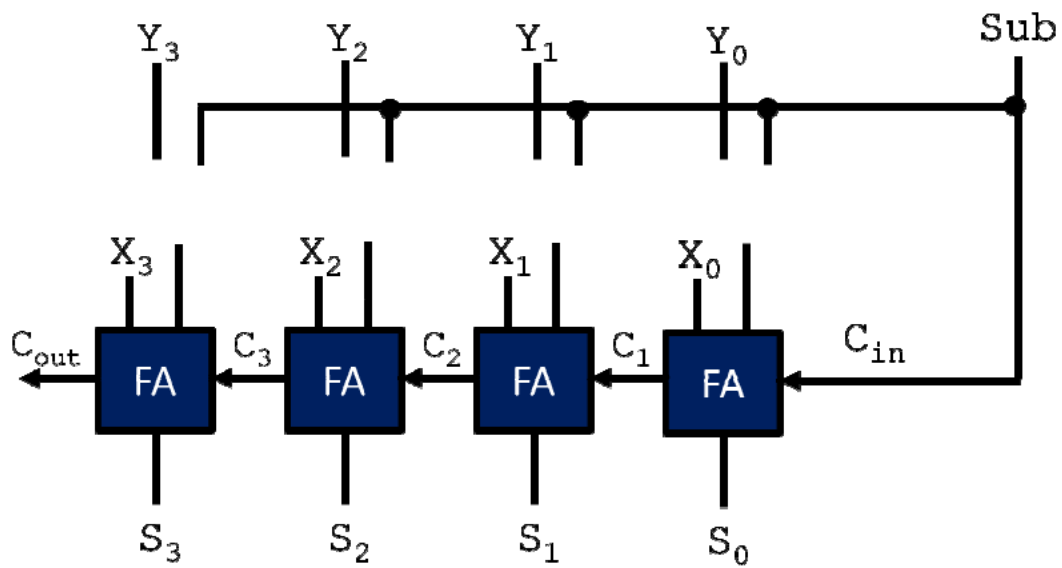 Y3 Y2 Y1 Y0 Sub
X3 X2 X1 X0
Cout C3 C2 C1 Cin
FA FA FA FA
S3 S2 S1 S0